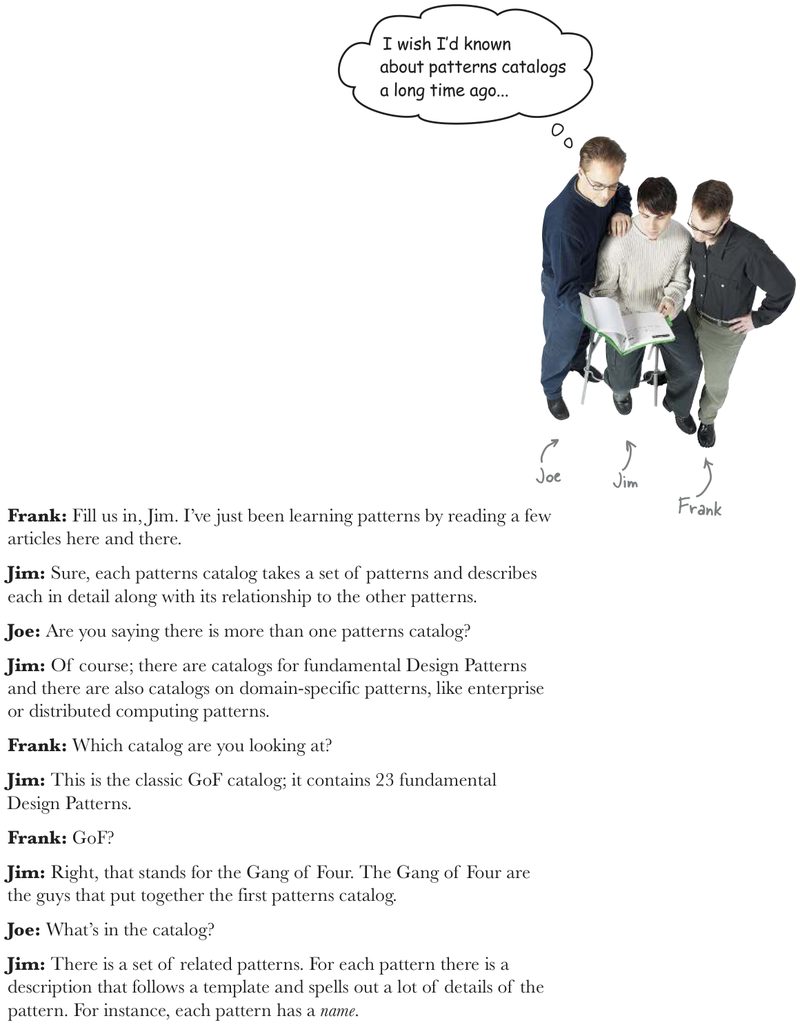 I wish I'd known
about patterns catalogs
a long time ago...
Joe
Jim
Frank
Frank: Fill us in, Jim. I've just been learning patterns by reading a few
articles here and there.
Jim: Sure, each patterns catalog takes a set of patterns and describes
each in detail along with its relationship to the other patterns.
Joe: Are you saying there is more than one patterns catalog?
Jim: Of course; there are catalogs for fundamental Design Patterns
and there are also catalogs on domain-specific patterns, like enterprise
or distributed computing patterns.
Frank: Which catalog are you looking at?
Jim: This is the classic GoF catalog; it contains 23 fundamental
Design Patterns.
Frank: GoF?
Jim: Right, that stands for the Gang of Four. The Gang of Four are
the guys that put together the first patterns catalog.
Joe: What's in the catalog?
Jim: There is a set of related patterns. For each pattern there is a
description that follows a template and spells out a lot of details of the
pattern. For instance, each pattern has a name.